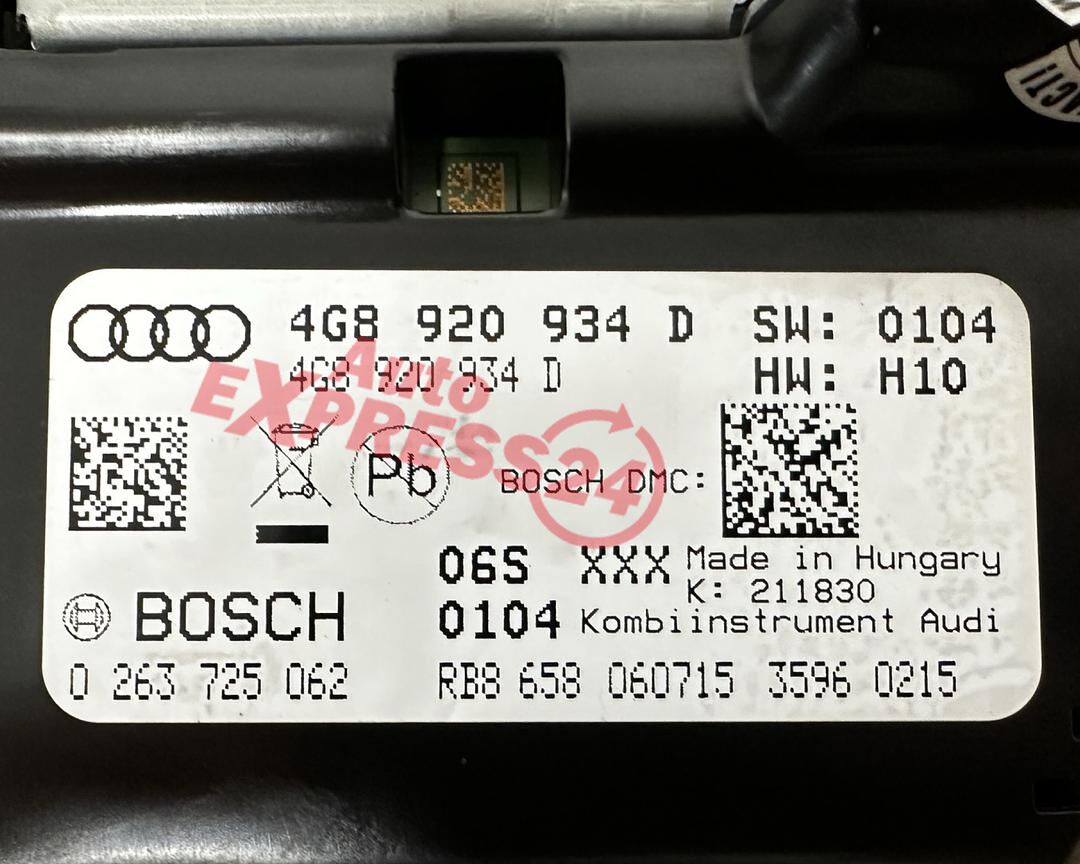 4G8 920 934 D SW: 0104
4G8 920 934 D HW: H10
Auto
EXPRESS24
Pb
BOSCH DMC:
06S XXX Made in Hungary
K: 211830
BOSCH 0104 Kombiinstrument Audi
0 263 725 062 RB8 658 060715 3596 0215